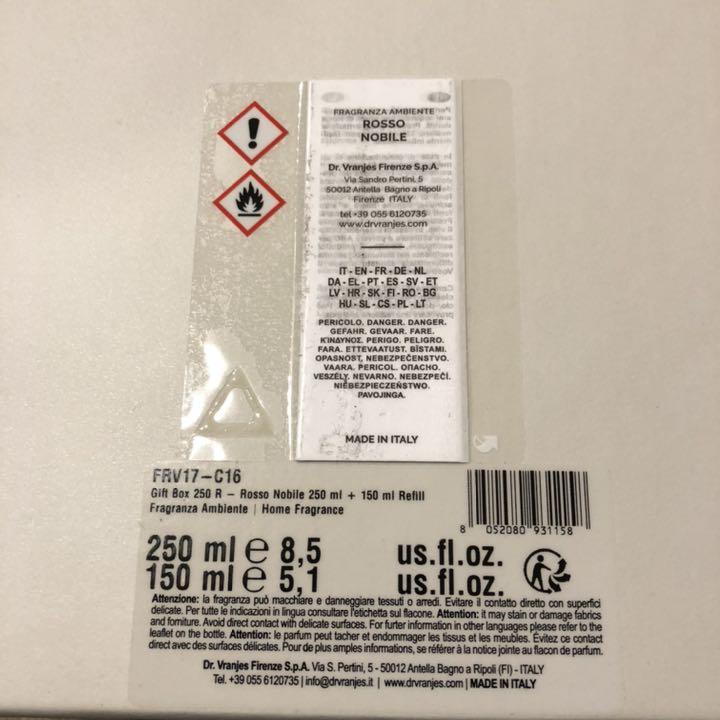 FRAGRANZA AMBIENTE
ROSSO
NOBILE
Dr. Vranjes Firenze S.p.A.
Via Sandro Pertini, 5
50012 Antella Bagno a Ripoli
Firenze ITALY
tel +39 055 6120735
www.drvranjes.com
IT - EN - FR - DE - NL
DA - EL - PT - ES - SV - ET
LV - HR - SK - FI - RO - BG
HU - SL - CS - PL - LT
PERICOLO. DANGER. DANGER.
GEFAHR. GEVAAR. FARE.
ΚΊΝΔΥΝΟΣ. PERIGO. PELIGRO.
FARA. ETTEVAATUST. BĪSTAMI.
OPASNOST, NEBEZPEČENSTVO.
VAARA. PERICOL. ОПАСНО.
VESZÉLY. NEVARNO. NEBEZPEČÍ.
NIEBEZPIECZEŃSTWO.
PAVOJINGA.
MADE IN ITALY
FRV17-C16
Gift Box 250 R - Rosso Nobile 250 ml + 150 ml Refill
Fragranza Ambiente | Home Fragrance
8 052080 931158
250 ml e 8,5 us.fl.oz.
150 ml e 5,1 us.fl.oz.
Attenzione: la fragranza può macchiare e danneggiare tessuti o arredi. Evitare il contatto diretto con superfici
delicate. Per tutte le indicazioni in lingua consultare l'etichetta sul flacone. Attention: it may stain or damage fabrics
and forniture. Avoid direct contact with delicate surfaces. For furter information in other languages please refer to the
leaflet on the bottle. Attention: le parfum peut tacher et endommager les tissus et les meubles. Évitez ce contact
direct avec des surfaces délicates. Pour de plus amples informations, se référer à la notice jointe au flacon de parfum.
Dr. Vranjes Firenze S.p.A. Via S. Pertini, 5 - 50012 Antella Bagno a Ripoli (FI) - ITALY
Tel. +39 055 6120735 | info@drvranjes.it | www.drvranjes.com | MADE IN ITALY